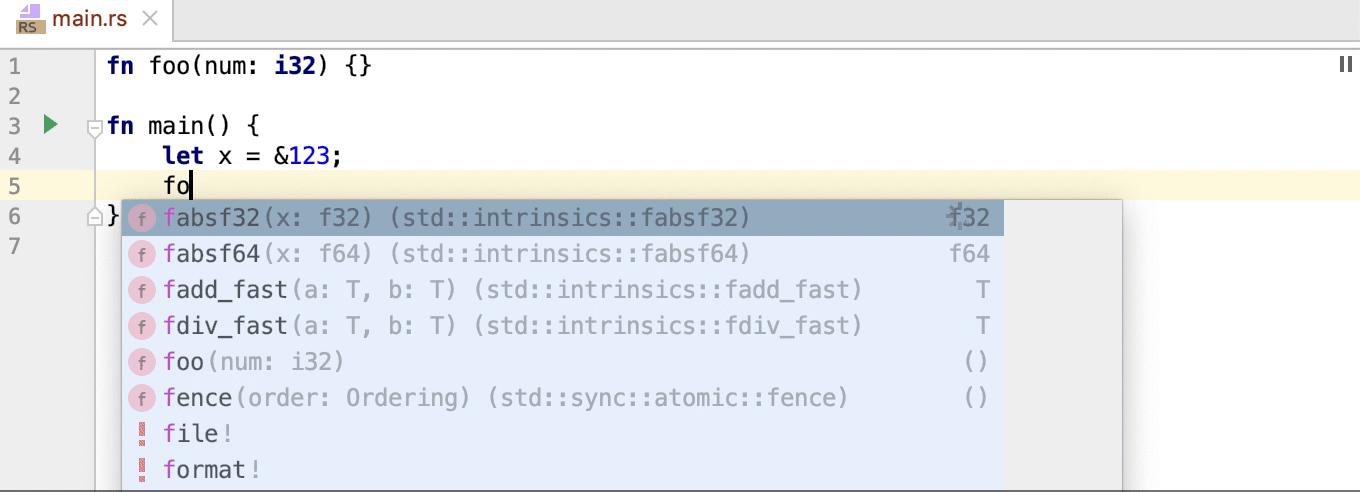 RS main.rs
1 fn foo(num: i32) {}
2
3 fn main() {
4 let x = &123;
5 fo
6 }
7
f fabsf32(x: f32) (std::intrinsics::fabsf32) f32
f fabsf64(x: f64) (std::intrinsics::fabsf64) f64
f fadd_fast(a: T, b: T) (std::intrinsics::fadd_fast) T
f fdiv_fast(a: T, b: T) (std::intrinsics::fdiv_fast) T
f foo(num: i32) ()
f fence(order: Ordering) (std::sync::atomic::fence) ()
! file!
! format!